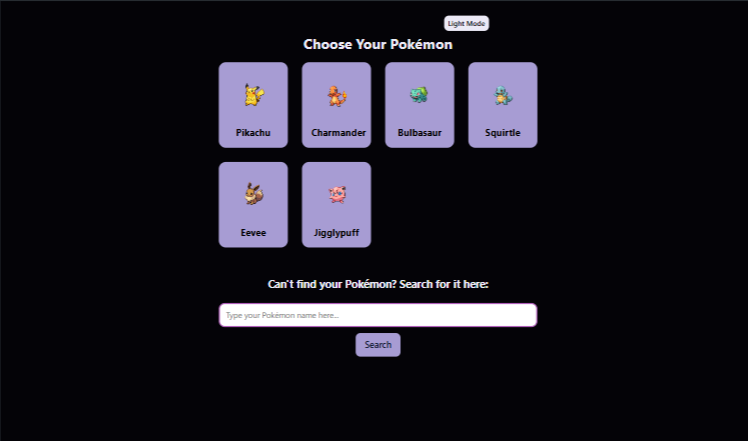 Light Mode
Choose Your Pokémon
Pikachu
Charmander
Bulbasaur
Squirtle
Eevee
Jigglypuff
Can't find your Pokémon? Search for it here:
Type your Pokémon name here...
Search